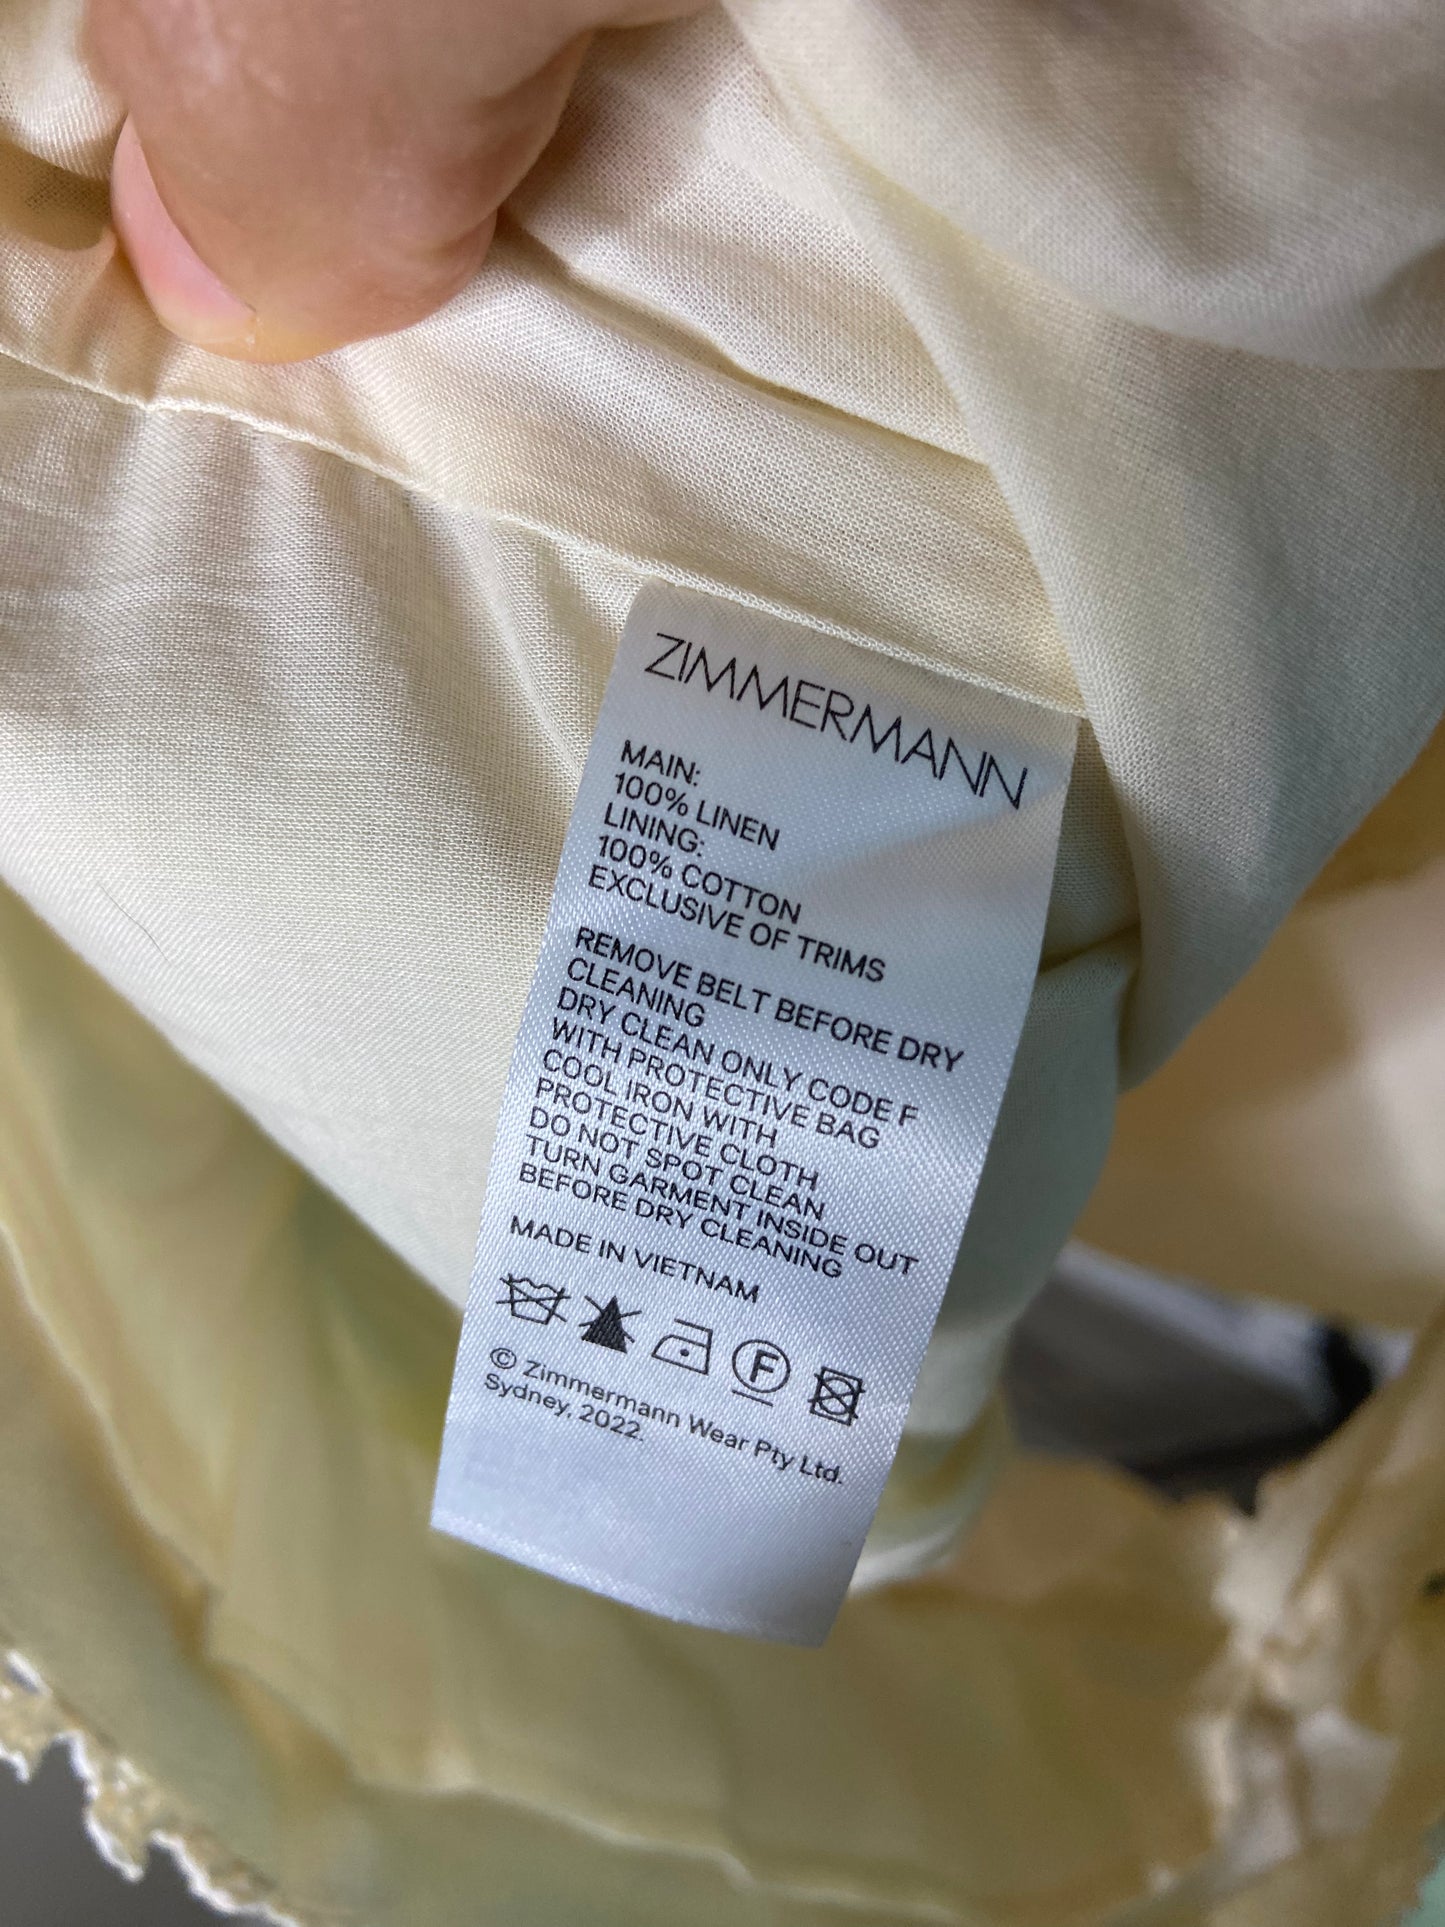 ZIMMERMANN
MAIN:
100% LINEN
LINING:
100% COTTON
EXCLUSIVE OF TRIMS
REMOVE BELT BEFORE DRY
CLEANING
DRY CLEAN ONLY CODE F
WITH PROTECTIVE BAG
COOL IRON WITH
PROTECTIVE CLOTH
DO NOT SPOT CLEAN
TURN GARMENT INSIDE OUT
BEFORE DRY CLEANING
MADE IN VIETNAM
F
© Zimmermann Wear Pty Ltd.
Sydney, 2022.